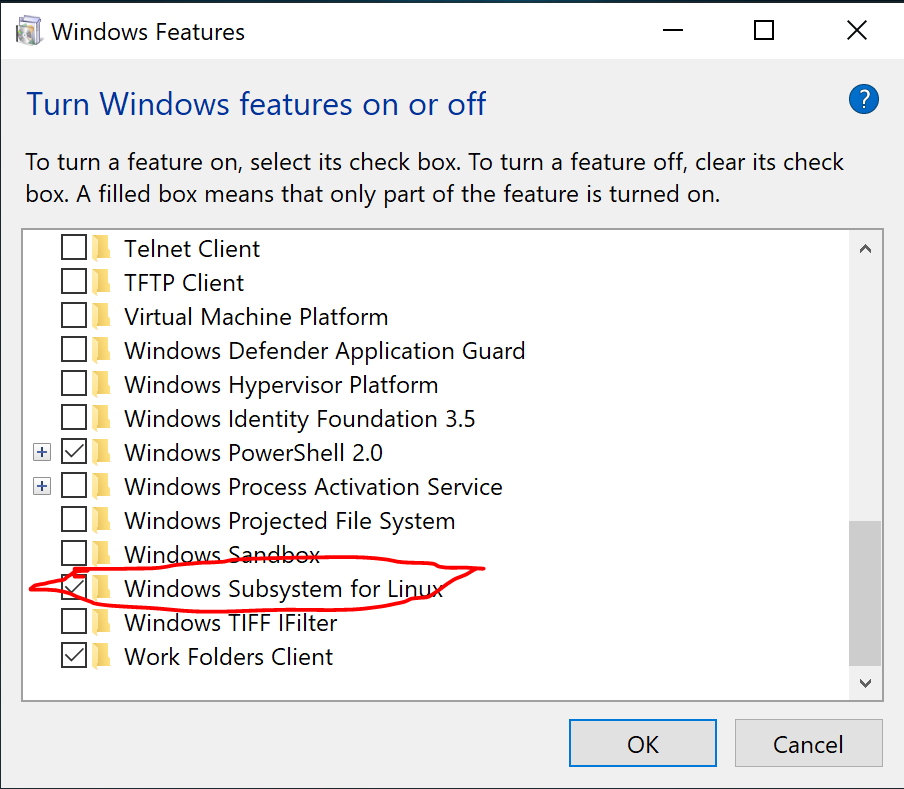 Windows Features
Turn Windows features on or off
?
To turn a feature on, select its check box. To turn a feature off, clear its check
box. A filled box means that only part of the feature is turned on.
Telnet Client
TFTP Client
Virtual Machine Platform
Windows Defender Application Guard
Windows Hypervisor Platform
Windows Identity Foundation 3.5
Windows PowerShell 2.0
Windows Process Activation Service
Windows Projected File System
Windows Sandbox
Windows Subsystem for Linux
Windows TIFF IFilter
Work Folders Client
OK Cancel